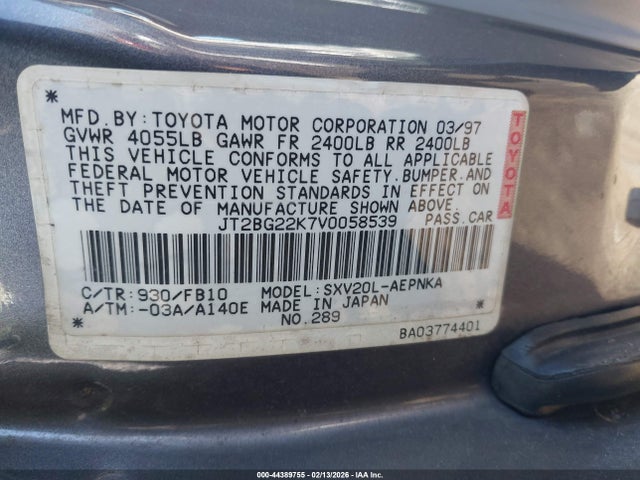 MFD.BY:TOYOTA MOTOR CORPORATION 03/97
GVWR 4055LB GAWR FR 2400LB RR 2400LB
THIS VEHICLE CONFORMS TO ALL APPLICABLE
FEDERAL MOTOR VEHICLE SAFETY.BUMPER.AND
THEFT PREVENTION STANDARDS IN EFFECT ON
THE DATE OF MANUFACTURE SHOWN ABOVE.
JT2BG22K7V0058539 PASS.CAR
TOYOTA
C/TR:930/FB10 MODEL:SXV20L-AEPNKA
A/TM:-03A/A140E MADE IN JAPAN
NO.289
BA03774401
000-44389755 - 02/13/2026 - IAAI.COM